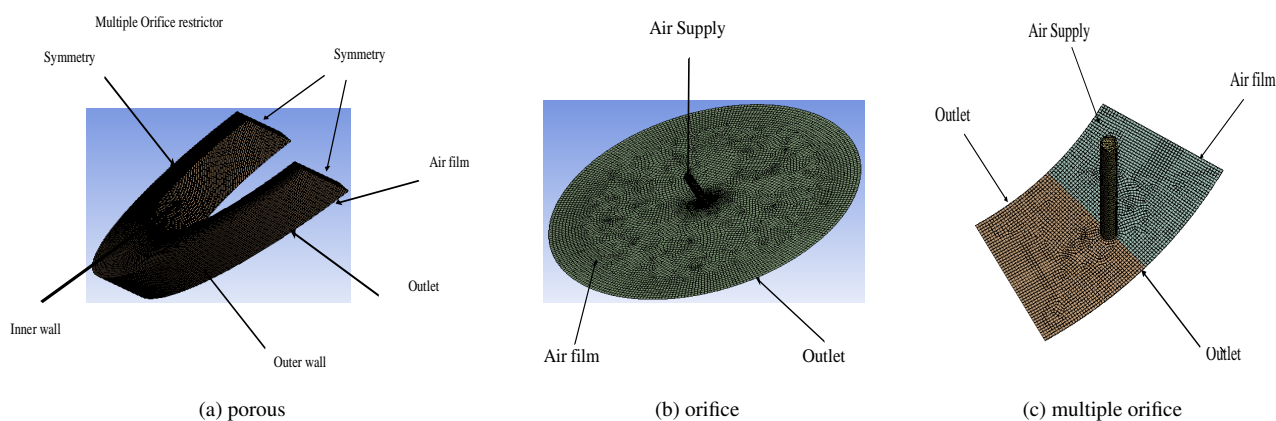 Multiple Orifice restrictor
Symmetry
Symmetry
Air film
Outlet
Inner wall
Outer wall
(a) porous
Air Supply
Air film
Outlet
(b) orifice
Air Supply
Air film
Outlet
Outlet
(c) multiple orifice